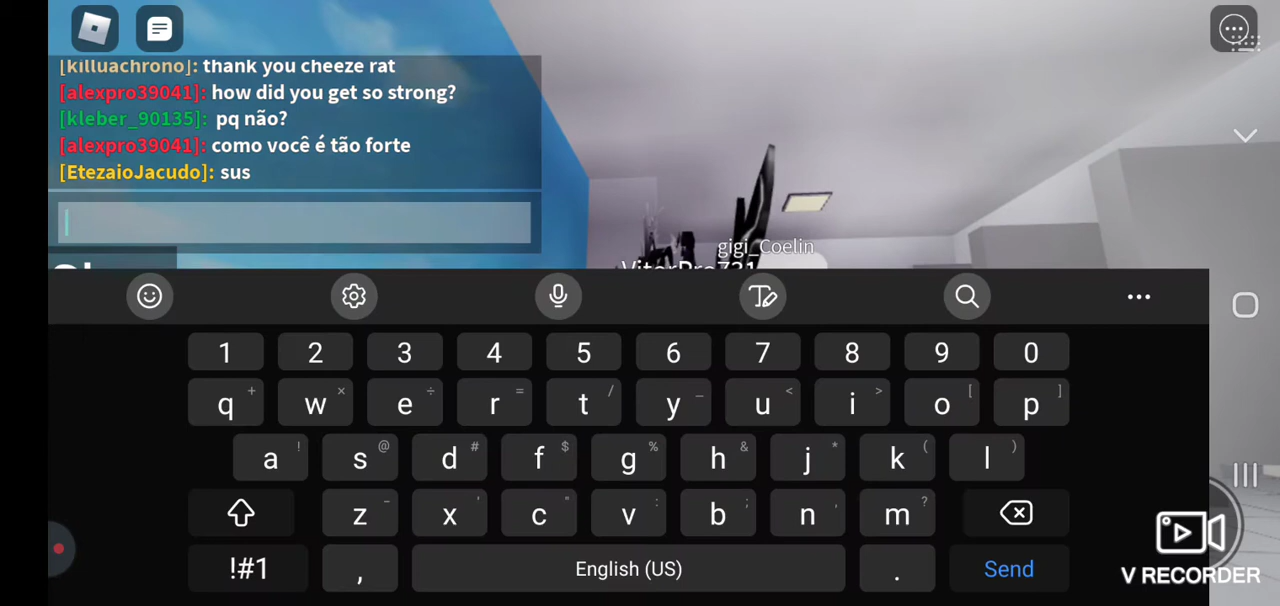 [killuachrono]: thank you cheeze rat
[alexpro39041]: how did you get so strong?
[kleber_90135]: pq não?
[alexpro39041]: como você é tão forte
[EtezaioJacudo]: sus
gigi_Coelin
VitorPro731
1 2 3 4 5 6 7 8 9 0
q + w × e ÷ r = t / y _ u < i > o [ p ]
a ! s @ d # f $ g % h & j * k ( l )
z - x ' c " v : b ; n , m ?
!#1 , English (US) . Send
V RECORDER